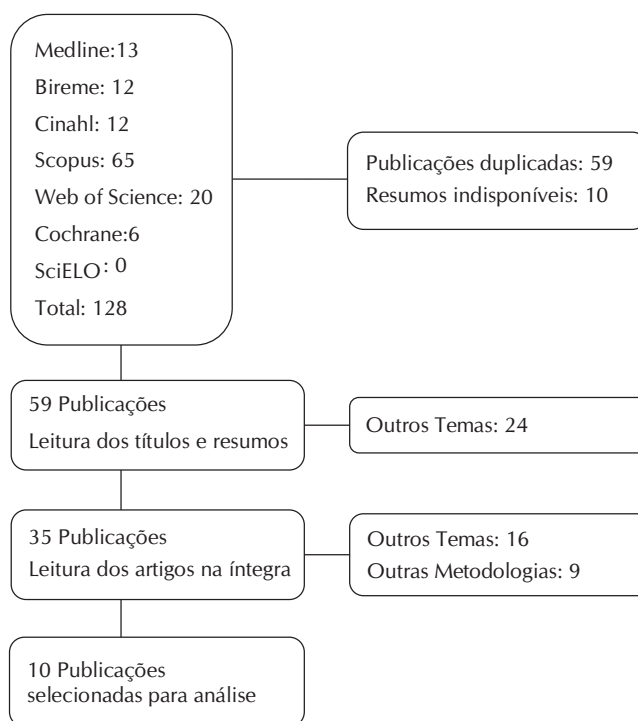 Medline:13
Bireme: 12
Cinahl: 12
Scopus: 65
Web of Science: 20
Cochrane:6
SciELO: 0
Total: 128
Publicações duplicadas: 59
Resumos indisponíveis: 10
59 Publicações
Leitura dos títulos e resumos
Outros Temas: 24
35 Publicações
Leitura dos artigos na íntegra
Outros Temas: 16
Outras Metodologias: 9
10 Publicações
selecionadas para análise